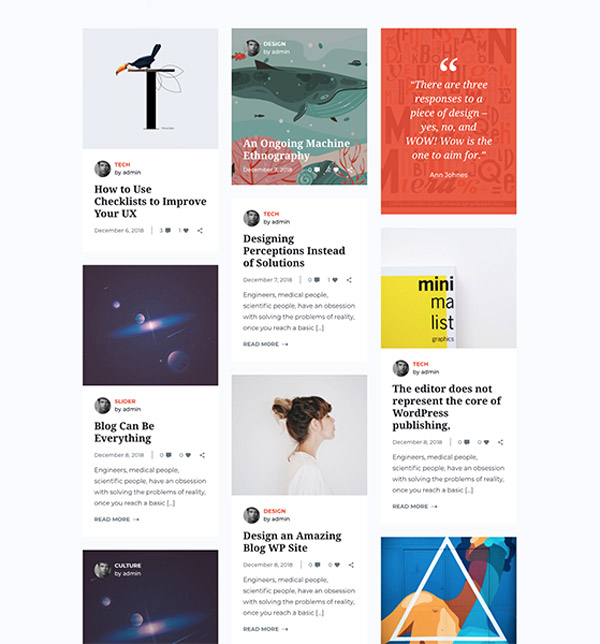 TECH
by admin
How to Use
Checklists to Improve
Your UX
December 6, 2018 3 1
SLIDER
by admin
Blog Can Be
Everything
December 8, 2018 0 0
Engineers, medical people,
scientific people, have an obsession
with solving the problems of reality,
once you reach a basic [...]
READ MORE →
CULTURE
by admin
DESIGN
by admin
An Ongoing Machine
Ethnography
December 7, 2018 0
TECH
by admin
Designing
Perceptions Instead
of Solutions
December 7, 2018 0 1
Engineers, medical people,
scientific people, have an obsession
with solving the problems of reality,
once you reach a basic [...]
READ MORE →
DESIGN
by admin
Design an Amazing
Blog WP Site
December 8, 2018 0 0
Engineers, medical people,
scientific people, have an obsession
with solving the problems of reality,
once you reach a basic [...]
READ MORE →
“There are three
responses to a
piece of design –
yes, no, and
WOW! Wow is the
one to aim for.”
Ann Johnes
mini
ma
list
graphics
TECH
by admin
The editor does not
represent the core of
WordPress
publishing,
December 8, 2018 0 0
Engineers, medical people,
scientific people, have an obsession
with solving the problems of reality,
once you reach a basic [...]
READ MORE →